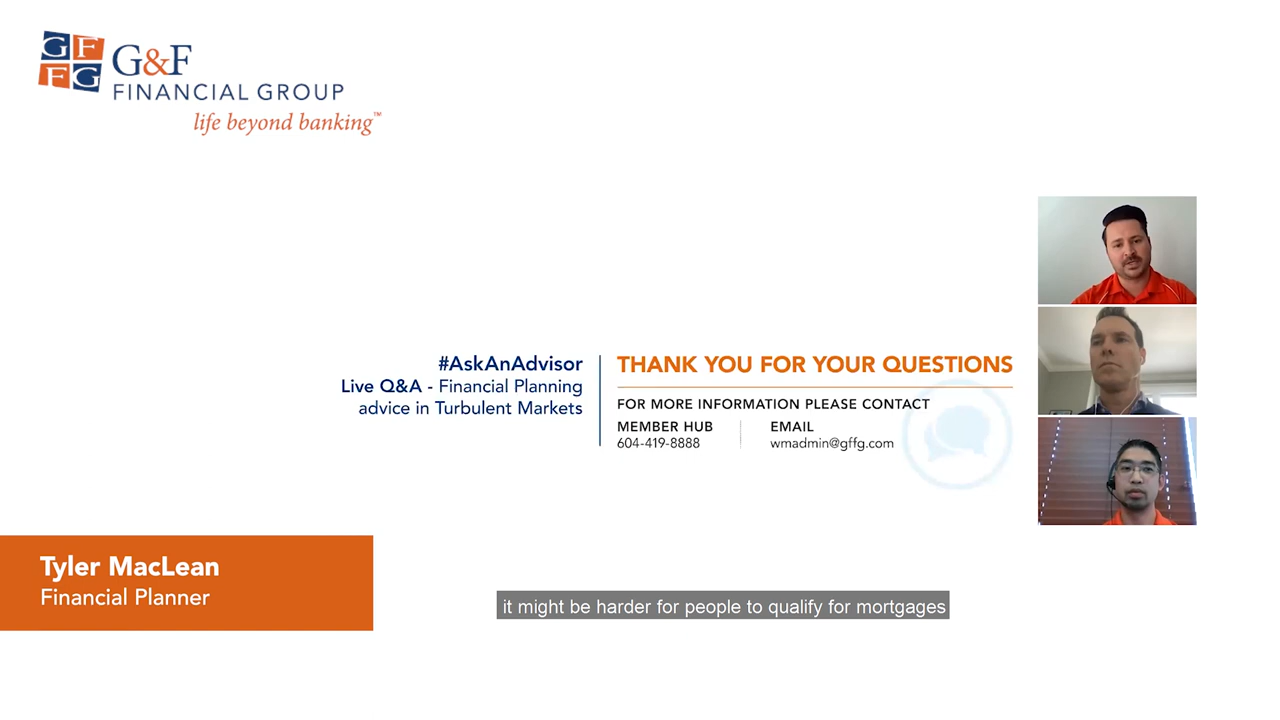 GF
FG
G&F
FINANCIAL GROUP
life beyond banking™
#AskAnAdvisor
Live Q&A - Financial Planning
advice in Turbulent Markets
THANK YOU FOR YOUR QUESTIONS
FOR MORE INFORMATION PLEASE CONTACT
MEMBER HUB
604-419-8888
EMAIL
wmadmin@gffg.com
Tyler MacLean
Financial Planner
it might be harder for people to qualify for mortgages